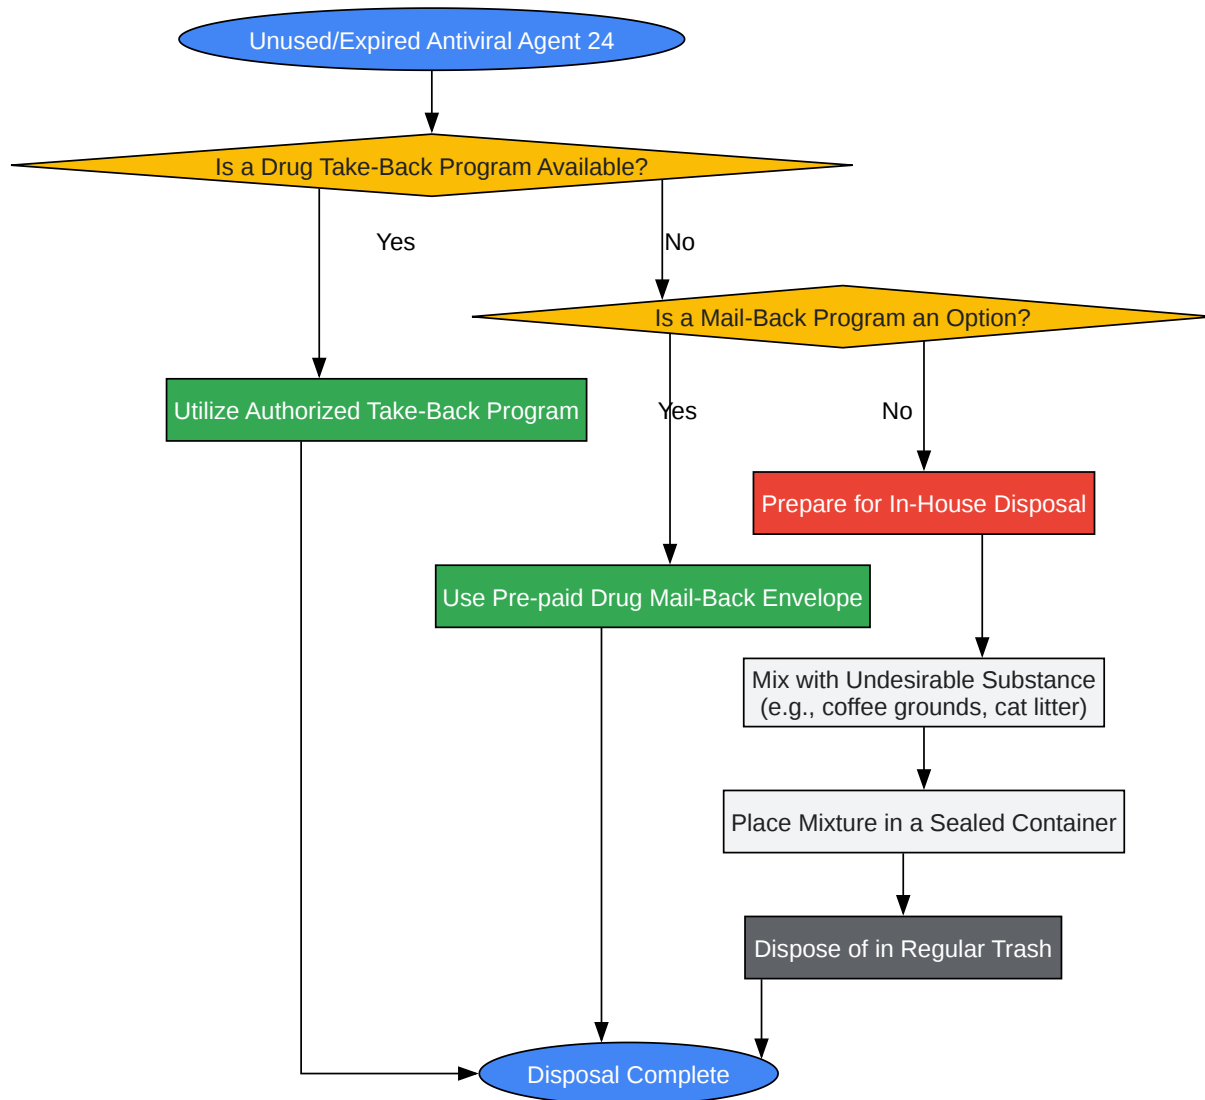 Unused/Expired Antiviral Agent 24
Is a Drug Take-Back Program Available?
Yes
No
Is a Mail-Back Program an Option?
Utilize Authorized Take-Back Program
Yes
No
Prepare for In-House Disposal
Use Pre-paid Drug Mail-Back Envelope
Mix with Undesirable Substance
(e.g., coffee grounds, cat litter)
Place Mixture in a Sealed Container
Dispose of in Regular Trash
Disposal Complete